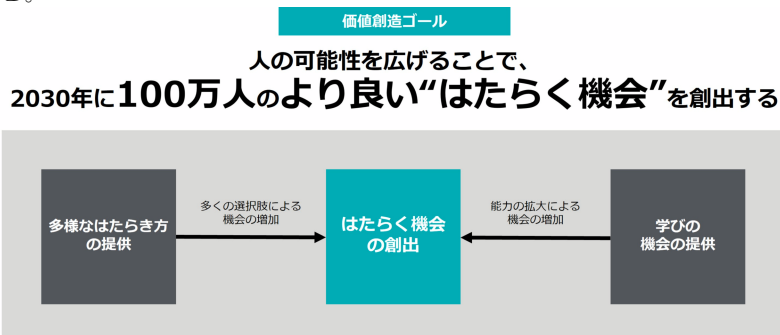 る。
価値創造ゴール
人の可能性を広げることで、
2030年に100万人のより良い“はたらく機会”を創出する
多様なはたらき方
の提供
多くの選択肢による
機会の増加
はたらく機会
の創出
能力の拡大による
機会の増加
学びの
機会の提供